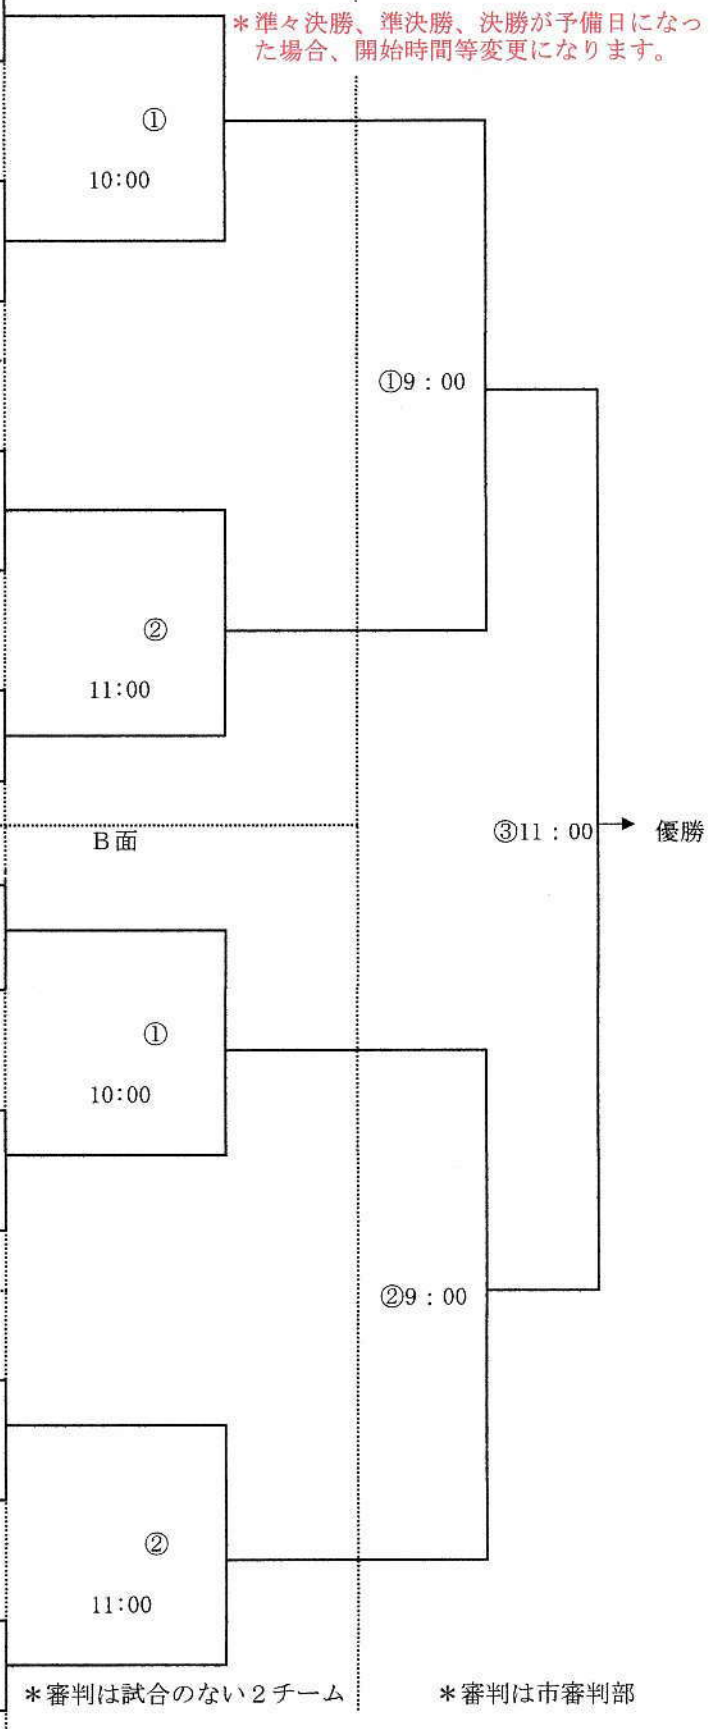 ＊準々決勝、準決勝、決勝が予備日になっ
た場合、開始時間等変更になります。
①
10:00
①9：00
②
11:00
B面
③11：00
優勝
①
10:00
②9：00
②
11:00
＊審判は試合のない２チーム
＊審判は市審判部